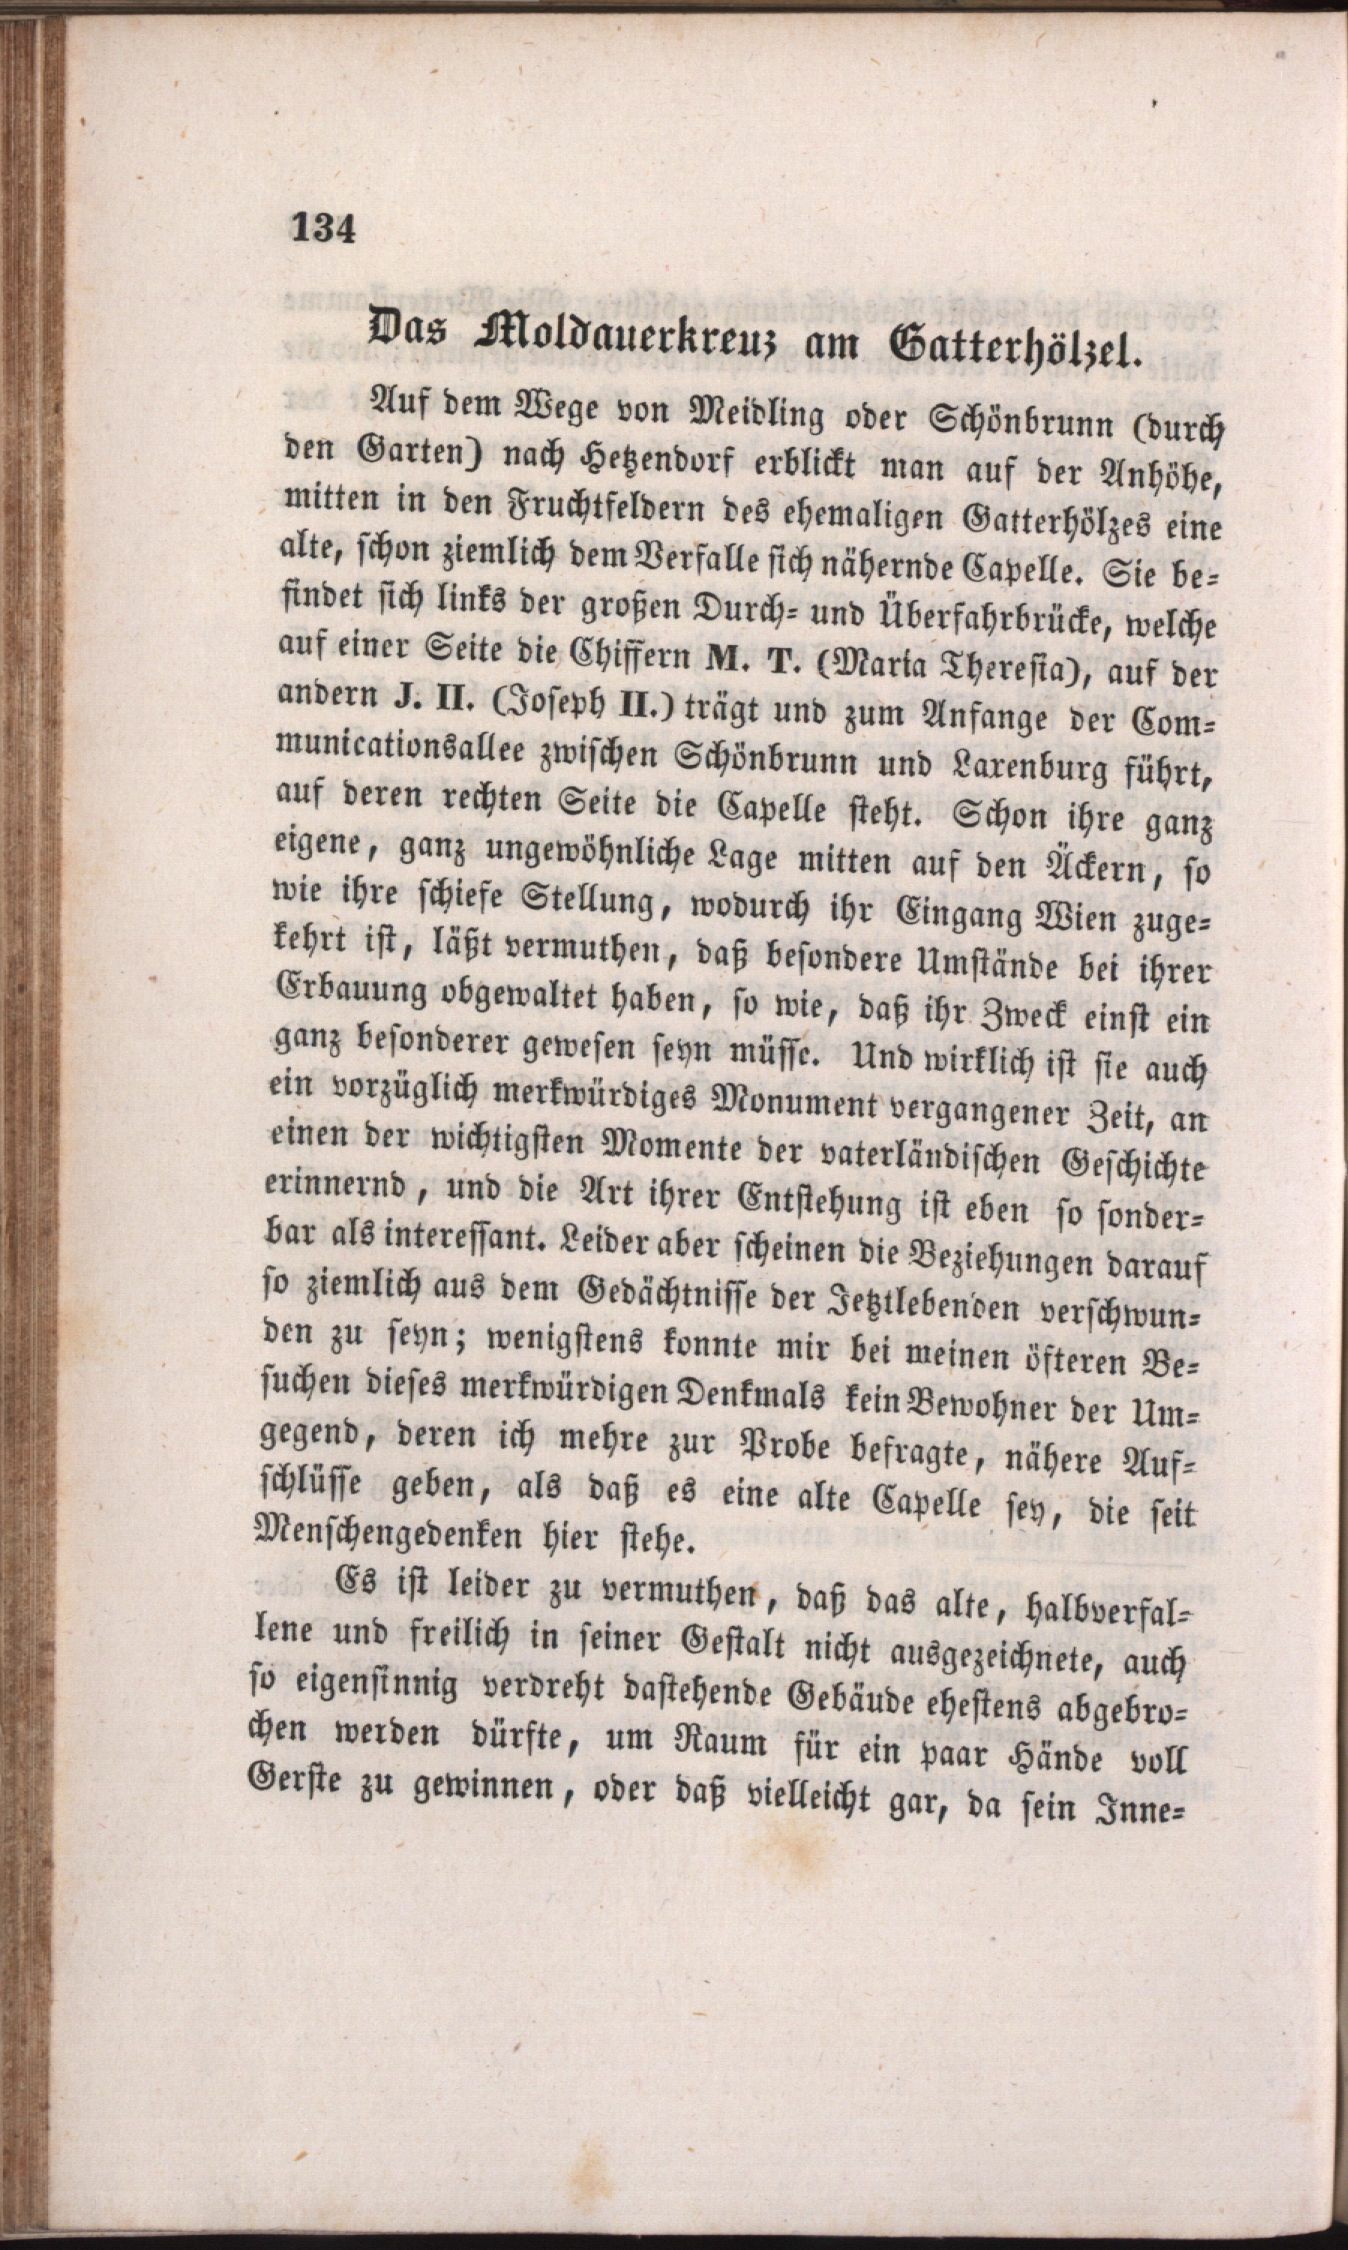 134
Das Moldauerkreuz am Gatterhölzel.
Auf dem Wege von Meidling oder Schönbrunn (durch
den Garten) nach Hetzendorf erblickt man auf der Anhöhe,
mitten in den Fruchtfeldern des ehemaligen Gatterhölzes eine
alte, schon ziemlich dem Verfalle sich nähernde Capelle. Sie be-
findet sich links der großen Durch- und Überfahrbrücke, welche
auf einer Seite die Chiffern M. T. (Maria Theresia), auf der
andern J. II. (Joseph II.) trägt und zum Anfange der Com-
municationsallee zwischen Schönbrunn und Laxenburg führt,
auf deren rechten Seite die Capelle steht. Schon ihre ganz
eigene, ganz ungewöhnliche Lage mitten auf den Äckern, so
wie ihre schiefe Stellung, wodurch ihr Eingang Wien zuge-
kehrt ist, läßt vermuthen, daß besondere Umstände bei ihrer
Erbauung obgewaltet haben, so wie, daß ihr Zweck einst ein
ganz besonderer gewesen seyn müsse. Und wirklich ist sie auch
ein vorzüglich merkwürdiges Monument vergangener Zeit, an
einen der wichtigsten Momente der vaterländischen Geschichte
erinnernd, und die Art ihrer Entstehung ist eben so sonder-
bar als interessant. Leider aber scheinen die Beziehungen darauf
so ziemlich aus dem Gedächtnisse der Jetztlebenden verschwun-
den zu seyn; wenigstens konnte mir bei meinen öfteren Be-
suchen dieses merkwürdigen Denkmals kein Bewohner der Um-
gegend, deren ich mehre zur Probe befragte, nähere Auf-
schlüsse geben, als daß es eine alte Capelle sey, die seit
Menschengedenken hier stehe.
Es ist leider zu vermuthen, daß das alte, halbverfal-
lene und freilich in seiner Gestalt nicht ausgezeichnete, auch
so eigensinnig verdreht dastehende Gebäude ehestens abgebro-
chen werden dürfte, um Raum für ein paar Hände voll
Gerste zu gewinnen, oder daß vielleicht gar, da sein Inne-